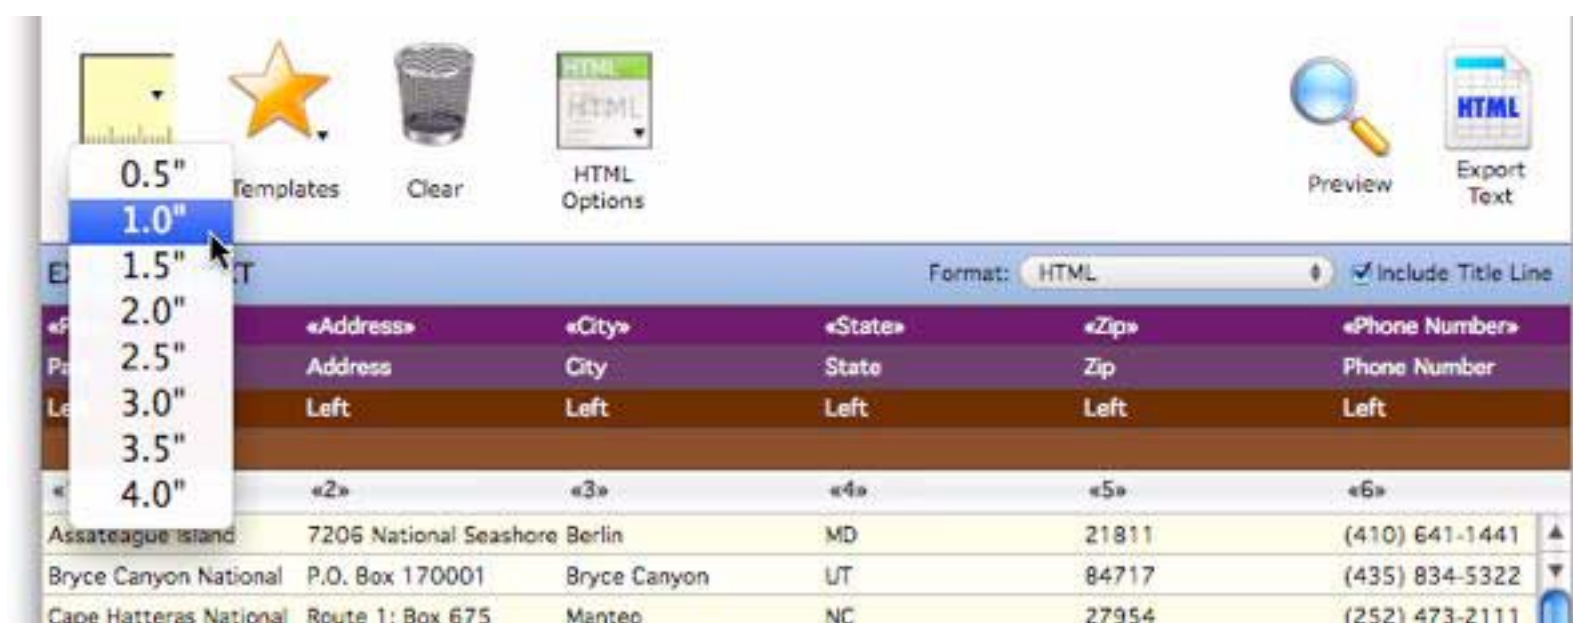 HTML
HTML
HTML
0.5"
1.0"
1.5"
2.0"
2.5"
3.0"
3.5"
4.0"
Templates
Clear
HTML
Options
Preview
Export
Text
Format: HTML Include Title Line
«Address» «City» «State» «Zip» «Phone Number»
Address City State Zip Phone Number
Left Left Left Left Left
«2» «3» «4» «5» «6»
Assateague Island 7206 National Seashore Berlin MD 21811 (410) 641-1441
Bryce Canyon National P.O. Box 170001 Bryce Canyon UT 84717 (435) 834-5322
Cape Hatteras National Route 1; Box 675 Manteo NC 27954 (252) 473-2111